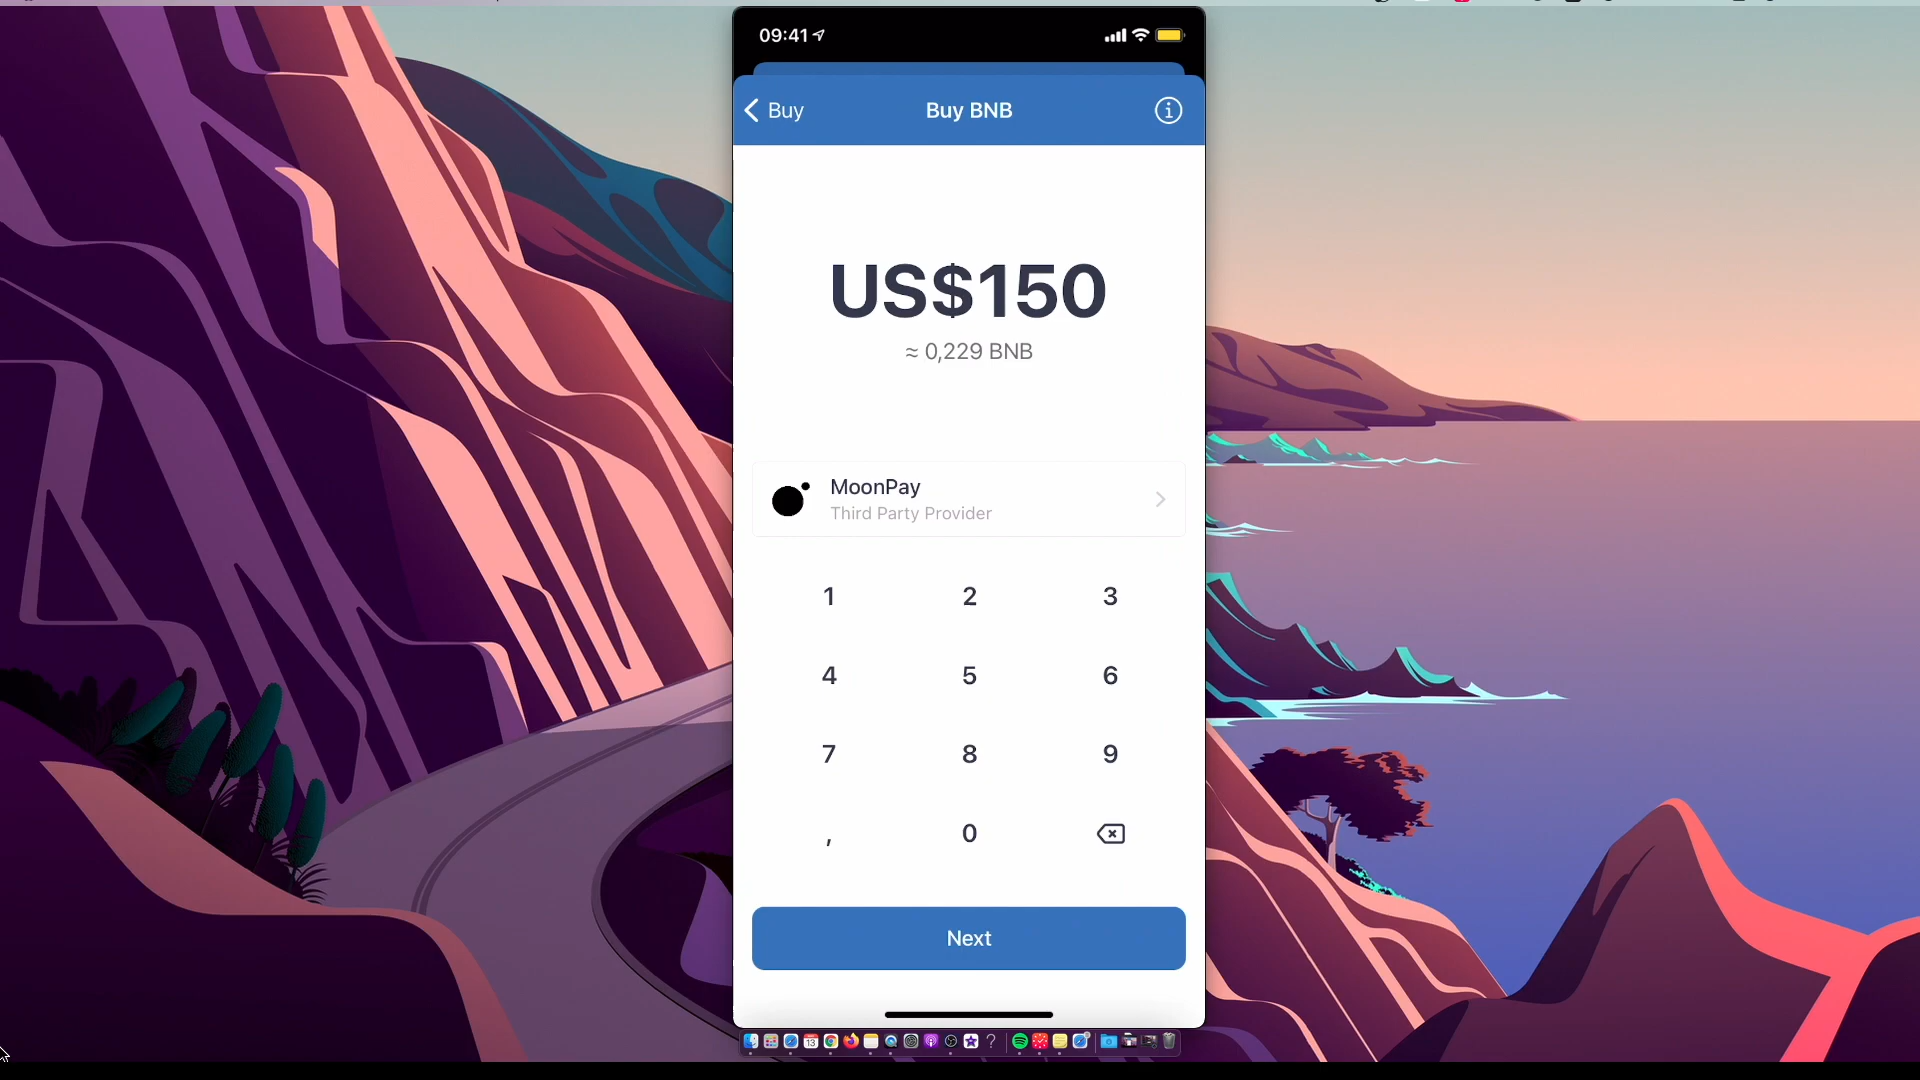 09:41
Buy
Buy BNB
US$150
≈ 0,229 BNB
MoonPay
Third Party Provider
1 2 3
4 5 6
7 8 9
, 0
Next
13